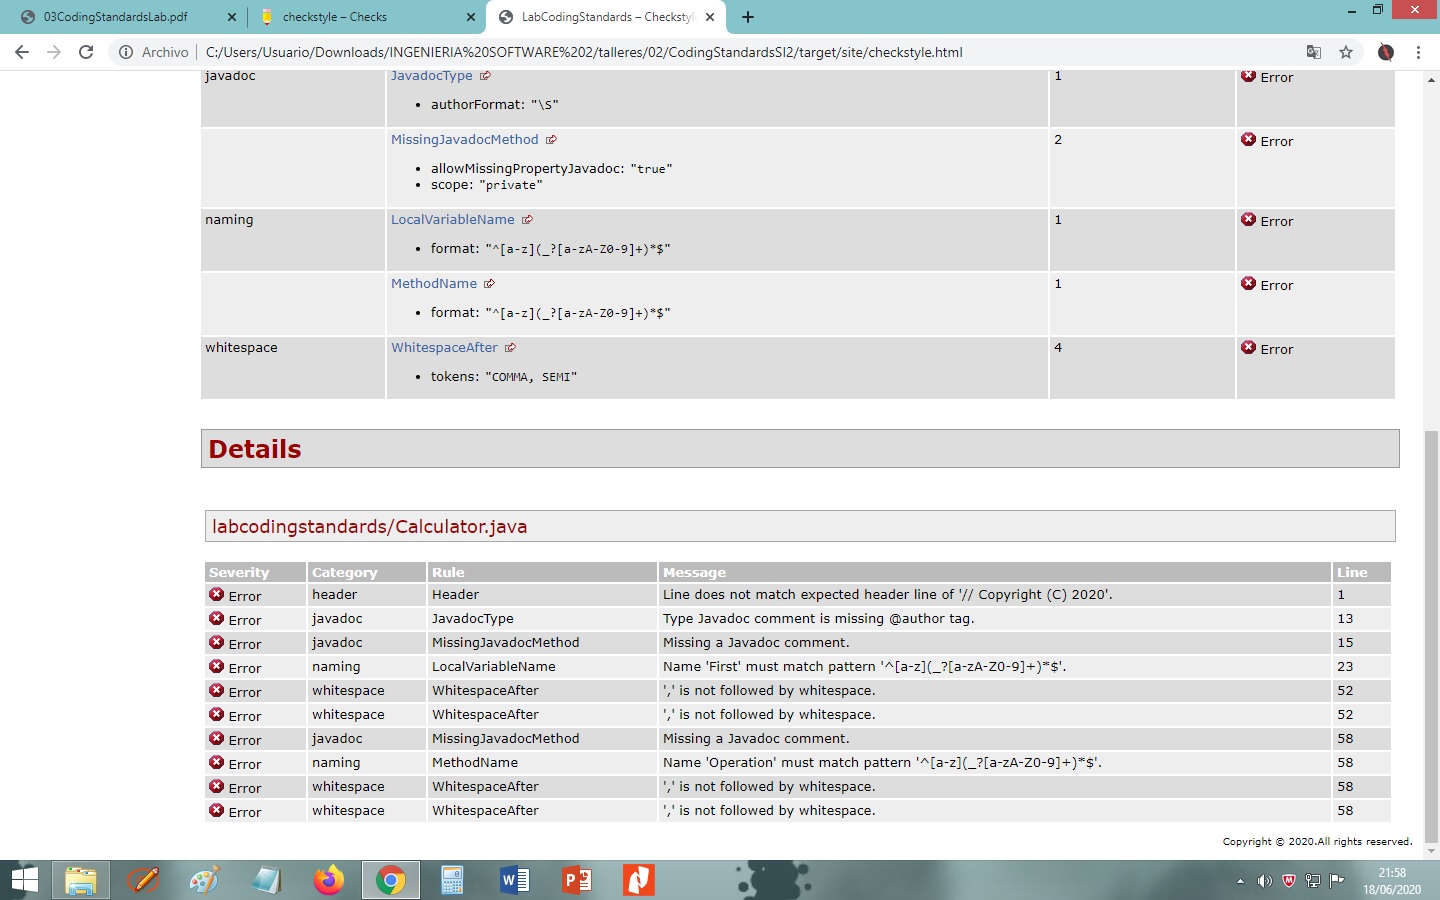 03CodingStandardsLab.pdf
checkstyle – Checks
LabCodingStandards – Checkstyl
Archivo
C:/Users/Usuario/Downloads/INGENIERIA%20SOFTWARE%202/talleres/02/CodingStandardsSI2/target/site/checkstyle.html
javadoc JavadocType 1 Error
authorFormat: "\S"
MissingJavadocMethod 2 Error
allowMissingPropertyJavadoc: "true"
scope: "private"
naming LocalVariableName 1 Error
format: "^[a-z](_?[a-zA-Z0-9]+)*$"
MethodName 1 Error
format: "^[a-z](_?[a-zA-Z0-9]+)*$"
whitespace WhitespaceAfter 4 Error
tokens: "COMMA, SEMI"
Details
labcodingstandards/Calculator.java
Severity Category Rule Message Line
Error header Header Line does not match expected header line of '// Copyright (C) 2020'. 1
Error javadoc JavadocType Type Javadoc comment is missing @author tag. 13
Error javadoc MissingJavadocMethod Missing a Javadoc comment. 15
Error naming LocalVariableName Name 'First' must match pattern '^[a-z](_?[a-zA-Z0-9]+)*$'. 23
Error whitespace WhitespaceAfter ',' is not followed by whitespace. 52
Error whitespace WhitespaceAfter ',' is not followed by whitespace. 52
Error javadoc MissingJavadocMethod Missing a Javadoc comment. 58
Error naming MethodName Name 'Operation' must match pattern '^[a-z](_?[a-zA-Z0-9]+)*$'. 58
Error whitespace WhitespaceAfter ',' is not followed by whitespace. 58
Error whitespace WhitespaceAfter ',' is not followed by whitespace. 58
Copyright © 2020.All rights reserved.
21:58
18/06/2020